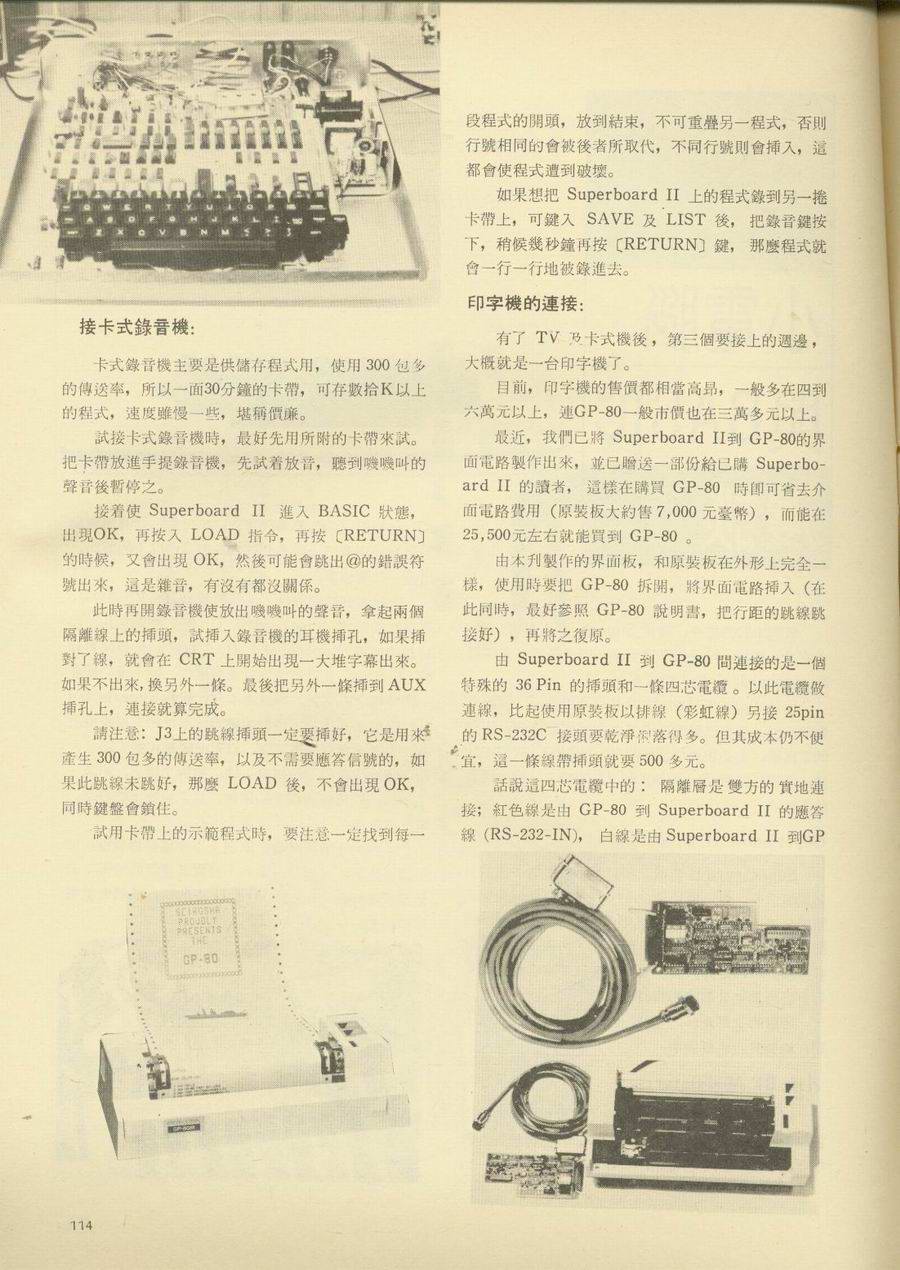 接卡式錄音機：
卡式錄音機主要是供儲存程式用，使用 300 包多
的傳送率，所以一面30分鐘的卡帶，可存數拾K以上
的程式，速度雖慢一些，堪稱價廉。
試接卡式錄音機時，最好先用所附的卡帶來試。
把卡帶放進手提錄音機，先試着放音，聽到嘰嘰叫的
聲音後暫停之。
接着使 Superboard II 進入 BASIC 狀態，
出現OK，再按入 LOAD 指令，再按〔RETURN〕
的時候，又會出現 OK，然後可能會跳出@的錯誤符
號出來，這是雜音，有沒有都沒關係。
此時再開錄音機使放出嘰嘰叫的聲音，拿起兩個
隔離線上的揷頭，試揷入錄音機的耳機揷孔，如果揷
對了線，就會在 CRT 上開始出現一大堆字幕出來。
如果不出來，換另外一條。最後把另外一條揷到 AUX
揷孔上，連接就算完成。
請注意：J3上的跳線揷頭一定要揷好，它是用來
產生 300 包多的傳送率，以及不需要應答信號的，如
果此跳線未跳好，那麼 LOAD 後，不會出現 OK，
同時鍵盤會鎖住。
試用卡帶上的示範程式時，要注意一定找到每一
段程式的開頭，放到結束，不可重疊另一程式，否則
行號相同的會被後者所取代，不同行號則會揷入，這
都會使程式遭到破壞。
如果想把 Superboard II 上的程式錄到另一捲
卡帶上，可鍵入 SAVE 及 LIST 後，把錄音鍵按
下，稍候幾秒鐘再按〔RETURN〕鍵，那麼程式就
會一行一行地被錄進去。
印字機的連接：
有了 TV 及卡式機後，第三個要接上的週邊，
大概就是一台印字機了。
目前，印字機的售價都相當高昂，一般多在四到
六萬元以上，連GP-80一般市價也在三萬多元以上。
最近，我們已將 Superboard II到 GP-80的界
面電路製作出來，並已贈送一部份給已購 Superbo-
ard II 的讀者，這樣在購買 GP-80 時即可省去介
面電路費用（原裝板大約售 7,000 元臺幣），而能在
25,500元左右就能買到 GP-80 。
由本刋製作的界面板，和原裝板在外形上完全一
樣，使用時要把 GP-80 拆開，將界面電路揷入（在
此同時，最好參照 GP-80 說明書，把行距的跳線跳
接好），再將之復原。
由 Superboard II 到 GP-80 間連接的是一個
特殊的 36 Pin 的揷頭和一條四芯電纜。以此電纜做
連線，比起使用原裝板以排線（彩虹線）另接 25pin
的 RS-232C 接頭要乾淨俐落得多。但其成本仍不便
宜，這一條線帶揷頭就要 500 多元。
話說這四芯電纜中的：隔離層是雙方的實地連
接；紅色線是由 GP-80 到 Superboard II 的應答
線 (RS-232-IN)， 白線是由 Superboard II 到GP
SEIKOSHA
PROUDLY
PRESENTS
THE
GP-80
114